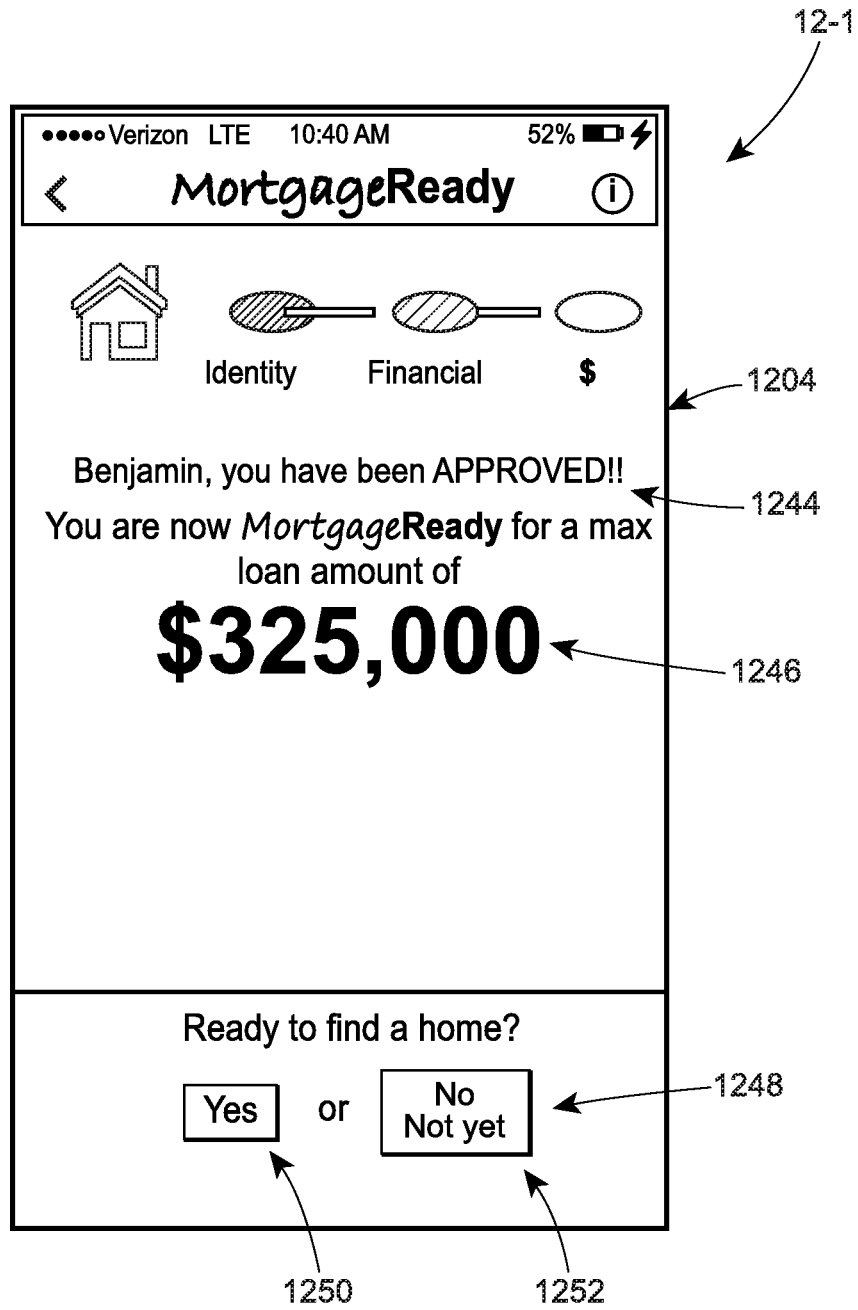 12-1
●●●●○ Verizon LTE 10:40 AM 52%
< MortgageReady i
Identity Financial $
1204
Benjamin, you have been APPROVED!!
1244
You are now MortgageReady for a max
loan amount of
$325,000
1246
Ready to find a home?
Yes or No
Not yet
1248
1250 1252